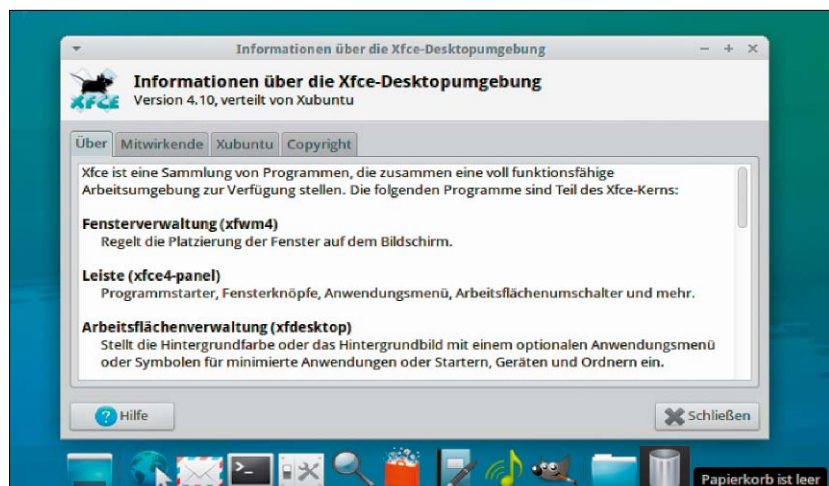 Informationen über die Xfce-Desktopumgebung
Informationen über die Xfce-Desktopumgebung
Version 4.10, verteilt von Xubuntu
XFCE
Über Mitwirkende Xubuntu Copyright
Xfce ist eine Sammlung von Programmen, die zusammen eine voll funktionsfähige
Arbeitsumgebung zur Verfügung stellen. Die folgenden Programme sind Teil des Xfce-Kerns:
Fensterverwaltung (xfwm4)
Regelt die Platzierung der Fenster auf dem Bildschirm.
Leiste (xfce4-panel)
Programmstarter, Fensterknöpfe, Anwendungsmenü, Arbeitsflächenumschalter und mehr.
Arbeitsflächenverwaltung (xfdesktop)
Stellt die Hintergrundfarbe oder das Hintergrundbild mit einem optionalen Anwendungsmenü
oder Symbolen für minimierte Anwendungen oder Startern, Geräten und Ordnern ein.
Hilfe
Schließen
Papierkorb ist leer